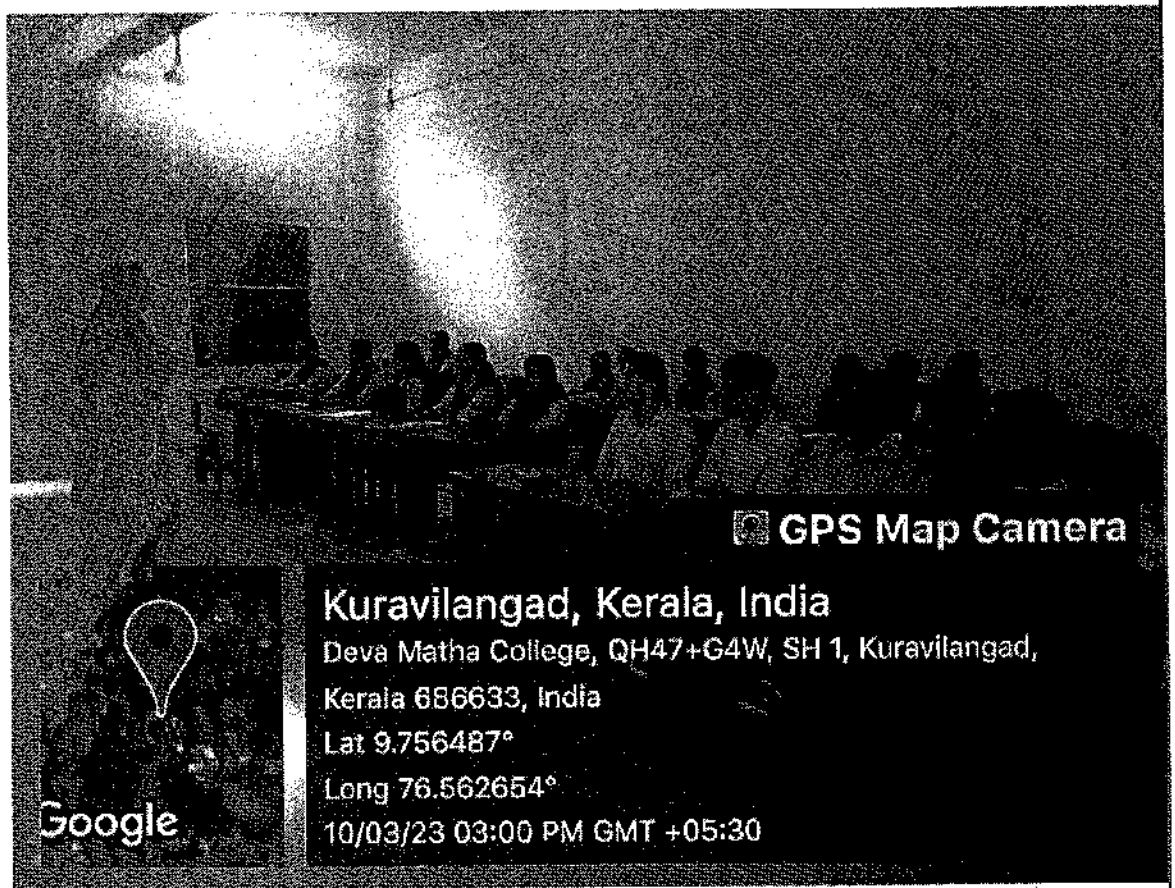 GPS Map Camera
Kuravilangad, Kerala, India
Deva Matha College, QH47+G4W, SH 1, Kuravilangad,
Kerala 686633, India
Lat 9.756487°
Long 76.562654°
10/03/23 03:00 PM GMT +05:30
Google